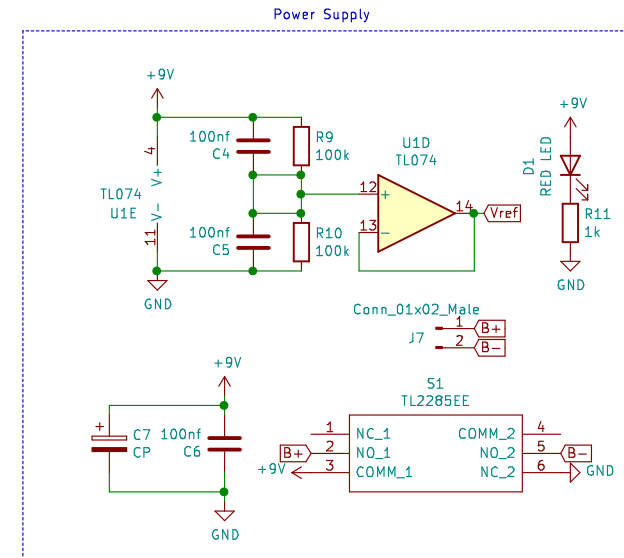 Power Supply
+9V
4
V+
TL074
U1E
V-
11
GND
100nf
C4
100nf
C5
R9
100k
R10
100k
U1D
TL074
12
+
13
-
14
Vref
+9V
D1
RED LED
R11
1k
GND
Conn_01x02_Male
J7
1
B+
2
B-
+9V
+
C7
CP
100nf
C6
GND
S1
TL2285EE
1
NC_1
B+
2
NO_1
+9V
3
COMM_1
COMM_2
4
NO_2
5
B-
NC_2
6
GND